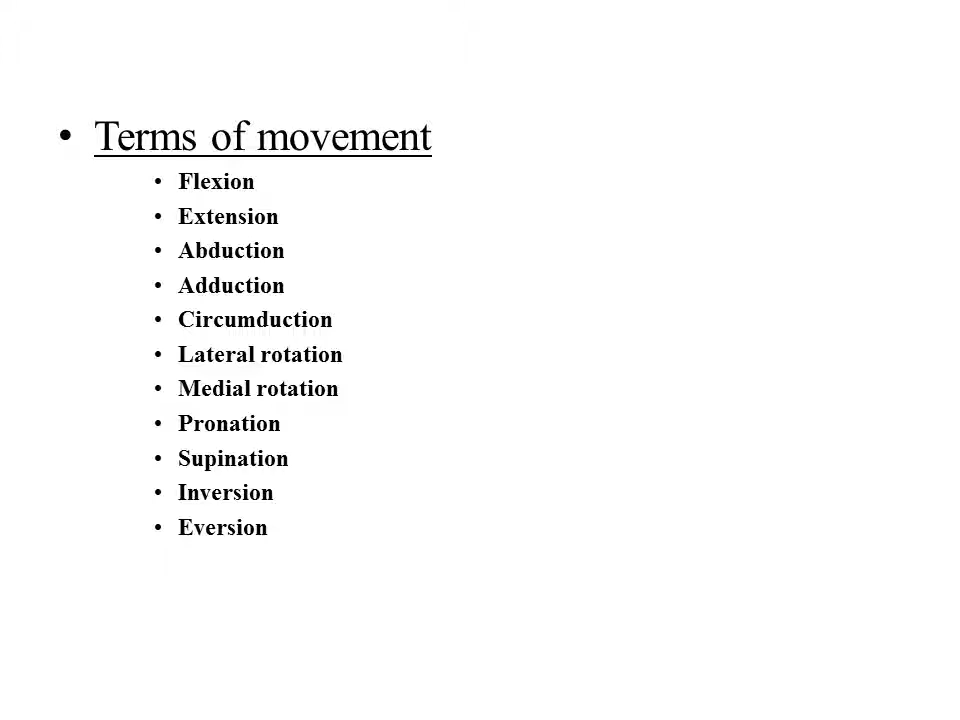 • Terms of movement
• Flexion
• Extension
• Abduction
• Adduction
• Circumduction
• Lateral rotation
• Medial rotation
• Pronation
• Supination
• Inversion
• Eversion